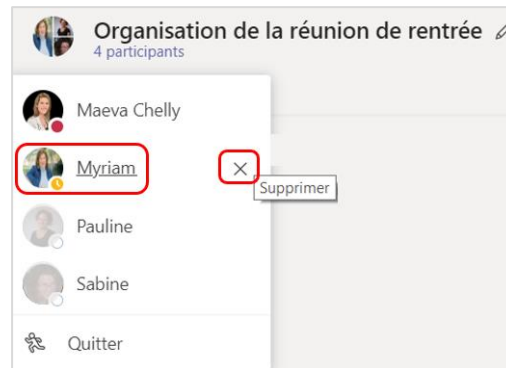 Organisation de la réunion de rentrée
4 participants
Maeva Chelly
Myriam
Supprimer
Pauline
Sabine
Quitter